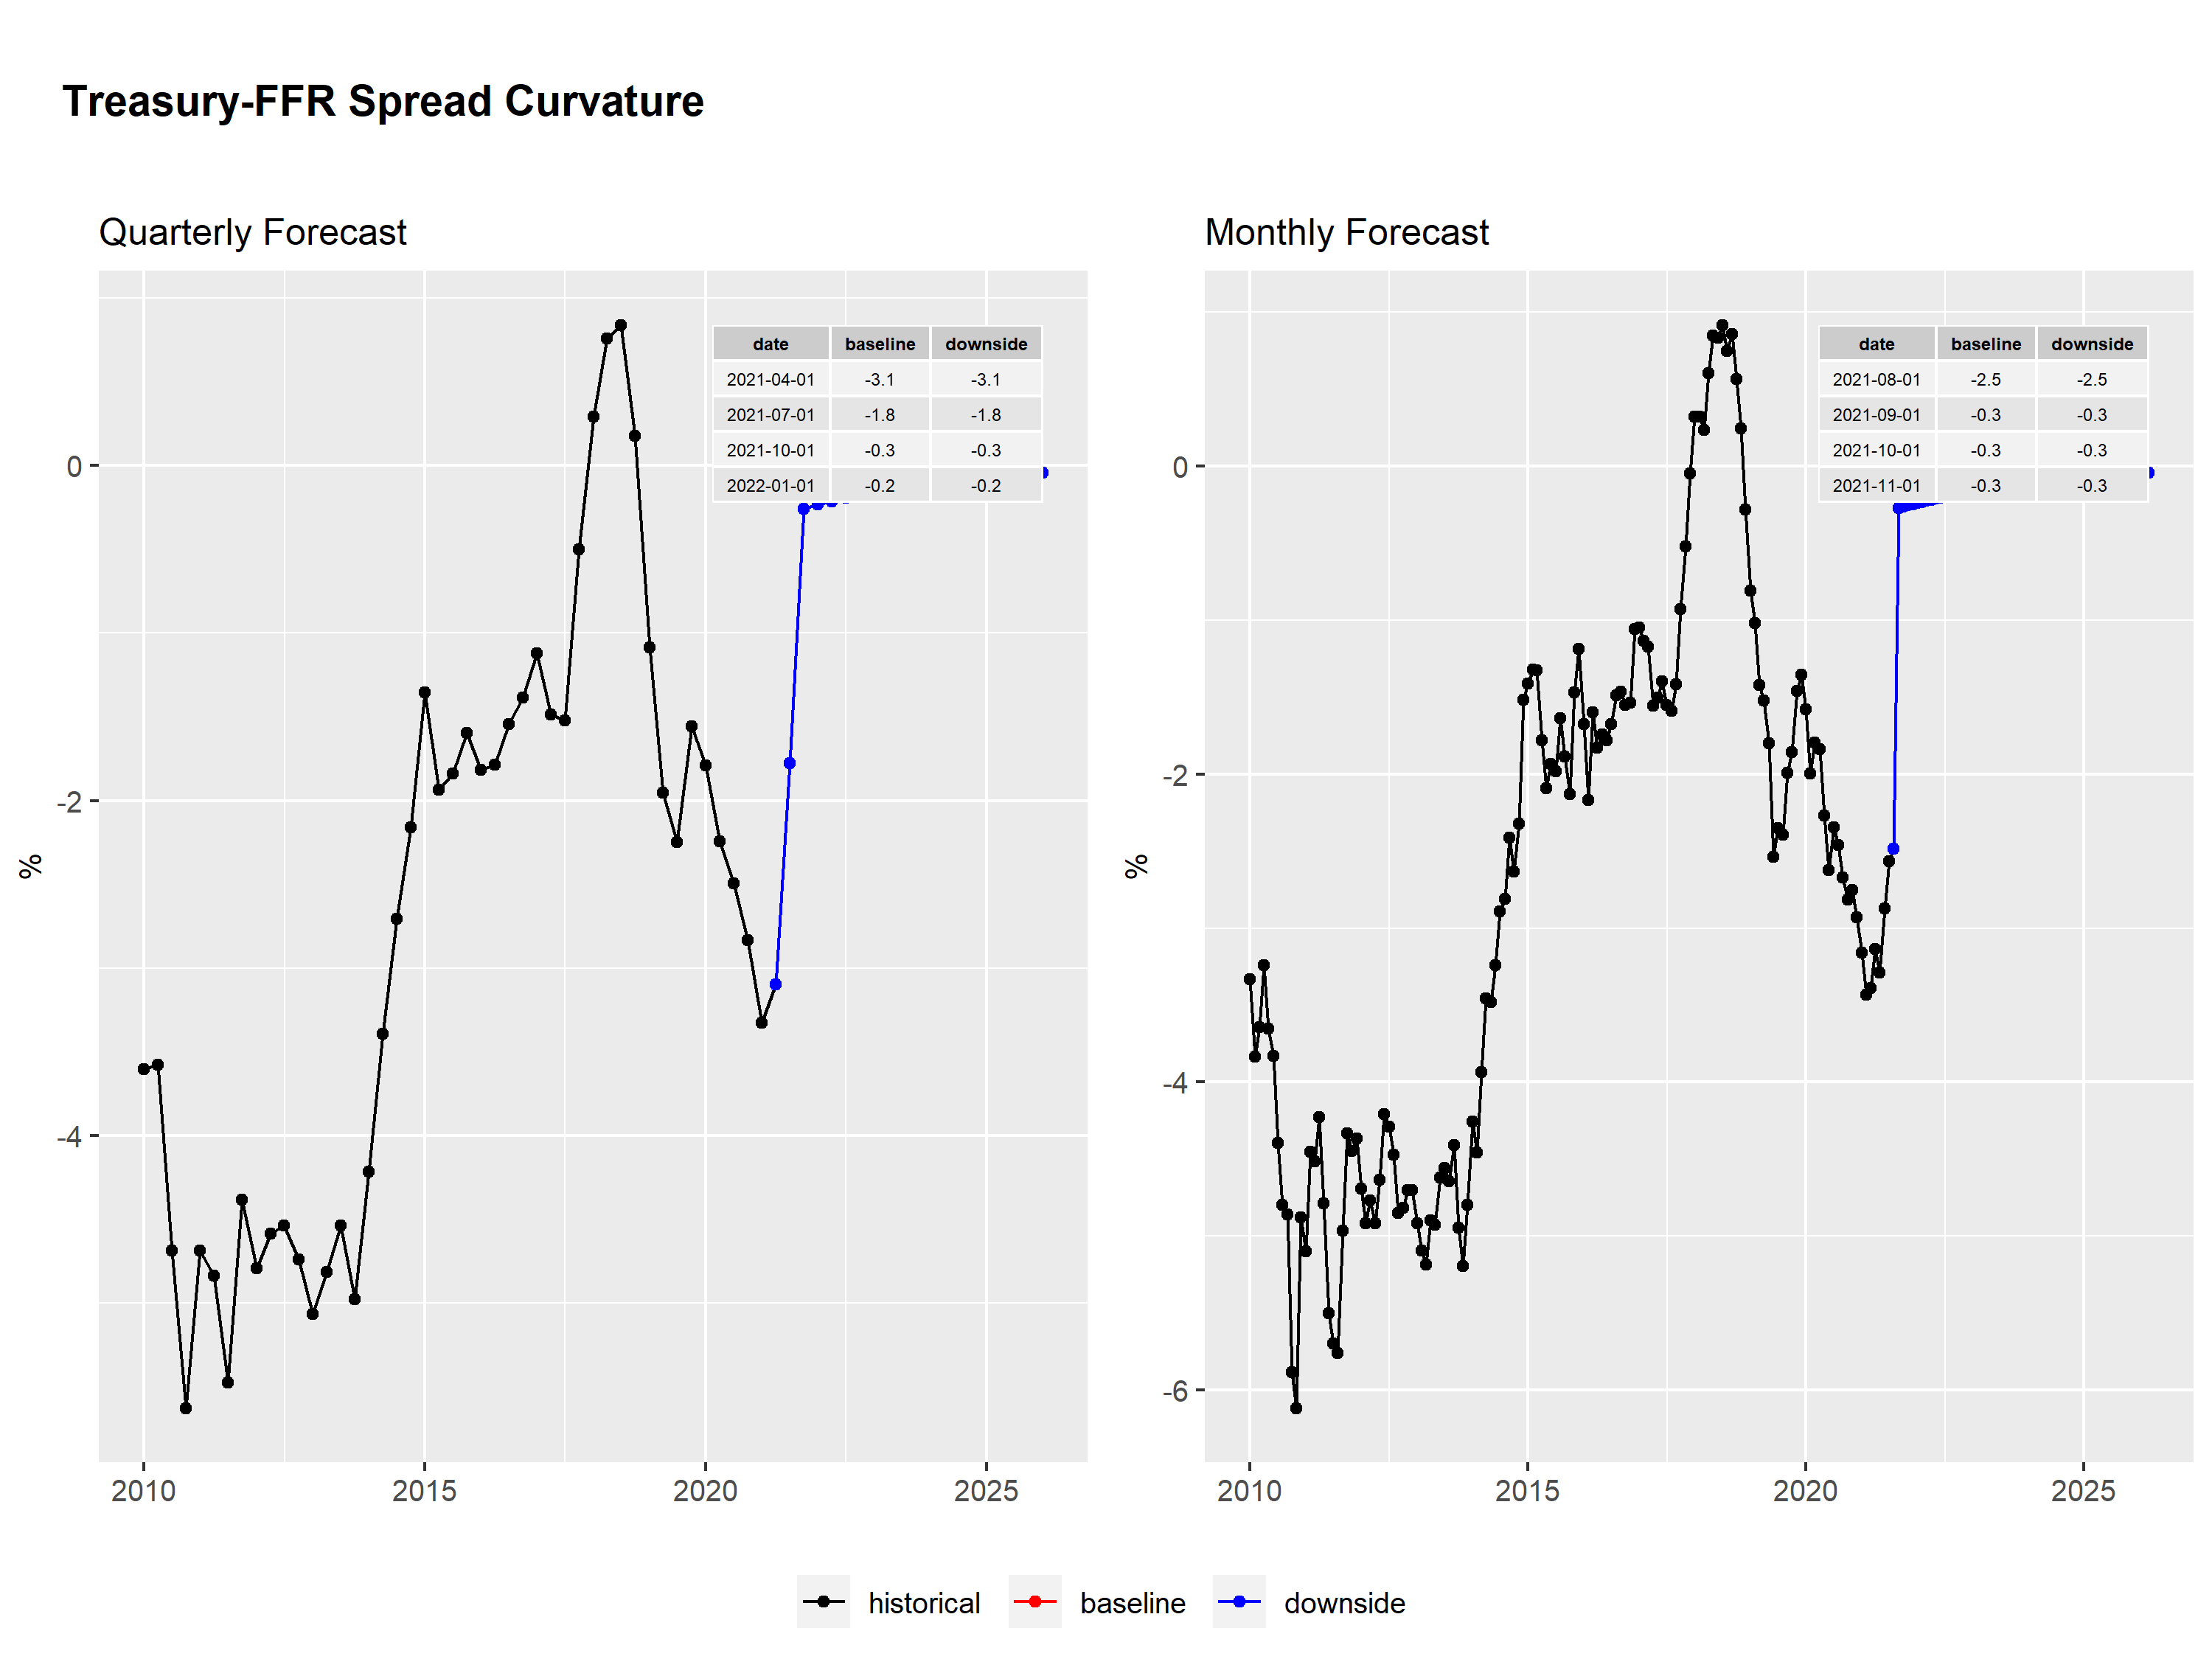 Treasury-FFR Spread Curvature
Quarterly Forecast
%
0
-2
-4
2010 2015 2020 2025
date baseline downside
2021-04-01 -3.1 -3.1
2021-07-01 -1.8 -1.8
2021-10-01 -0.3 -0.3
2022-01-01 -0.2 -0.2
Monthly Forecast
%
0
-2
-4
-6
2010 2015 2020 2025
date baseline downside
2021-08-01 -2.5 -2.5
2021-09-01 -0.3 -0.3
2021-10-01 -0.3 -0.3
2021-11-01 -0.3 -0.3
historical baseline downside